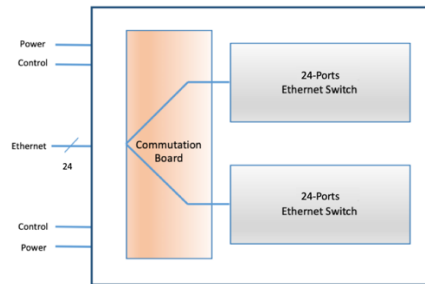 Power
Control
Ethernet
24
Control
Power
Commutation
Board
24-Ports
Ethernet Switch
24-Ports
Ethernet Switch